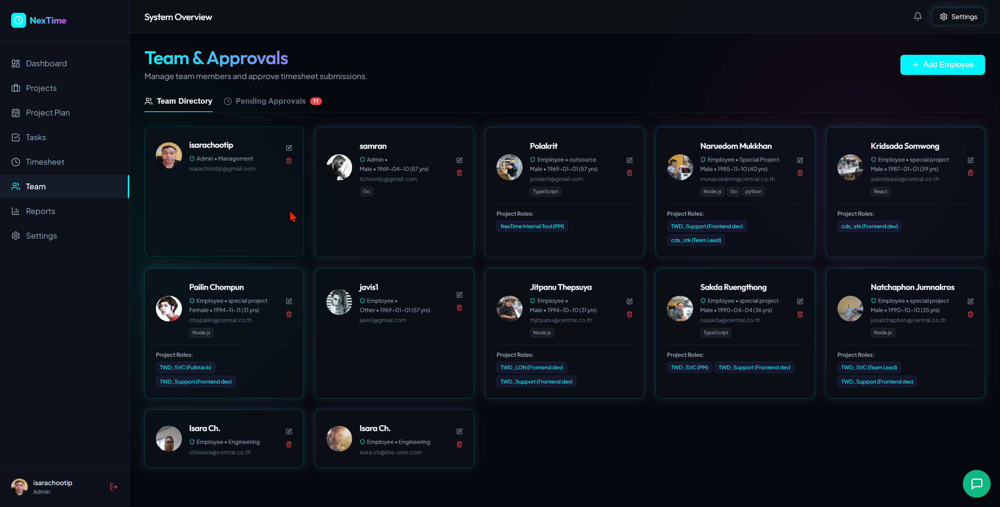 NexTime
System Overview
Settings
Dashboard
Projects
Project Plan
Tasks
Timesheet
Team
Reports
Settings
isarachootip
Admin
Team & Approvals
Manage team members and approve timesheet submissions.
+ Add Employee
Team Directory
Pending Approvals 11
isarachootip
Admin • Management
isarachootip@gmail.com
samran
Admin •
Male • 1969-04-10 (57 yrs)
itchootip@gmail.com
Go
Polakrit
Employee • outsource
Male • 1969-01-01 (57 yrs)
polakrit@gmail.com
TypeScript
Project Roles:
NexTime Internal Tool (PM)
Naruedom Mukkhan
Employee • Special Project
Male • 1985-11-10 (40 yrs)
munaruedom@central.co.th
Node.js Go python
Project Roles:
TWD_Support (Frontend dev)
cds_stk (Team Lead)
Kridsada Somwong
Employee • special project
Male • 1987-01-01 (39 yrs)
sokridsada@central.co.th
React
Project Roles:
cds_stk (Frontend dev)
Pailin Chompun
Employee • special project
Female • 1994-11-11 (31 yrs)
chopailin@central.co.th
Node.js
Project Roles:
TWD_SVC (Fullstack)
TWD_Support (Frontend dev)
javis1
Employee •
Other • 1969-01-01 (57 yrs)
javis1@gmail.com
Jitpanu Thepsuya
Employee •
Male • 1994-10-10 (31 yrs)
thjitpanu@central.co.th
Node.js
Project Roles:
TWD_LON (Frontend dev)
TWD_Support (Frontend dev)
Sakda Ruengthong
Employee • special project
Male • 1990-04-04 (36 yrs)
rusakda@central.co.th
TypeScript
Project Roles:
TWD_SVC (PM) TWD_Support (Frontend dev)
Natchaphon Jumnakros
Employee • special project
Male • 1990-10-10 (35 yrs)
junatchaphon@central.co.th
Node.js
Project Roles:
TWD_SVC (Team Lead)
TWD_Support (Frontend dev)
Isara Ch.
Employee • Engineering
choisara@central.co.th
Isara Ch.
Employee • Engineering
isara.ch@line-user.com